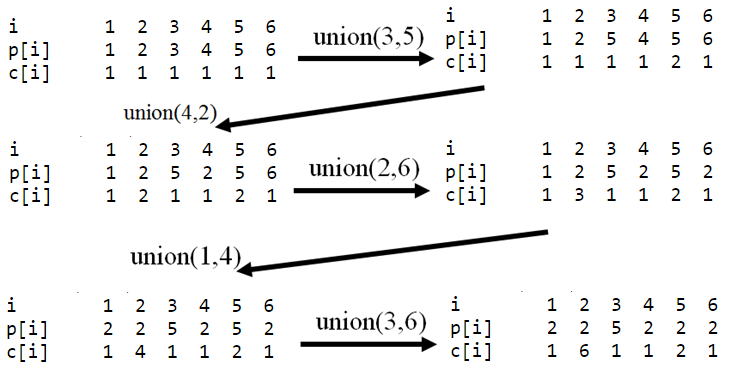 i 1 2 3 4 5 6
p[i] 1 2 3 4 5 6
c[i] 1 1 1 1 1 1
union(3,5)
i 1 2 3 4 5 6
p[i] 1 2 5 4 5 6
c[i] 1 1 1 1 2 1
union(4,2)
i 1 2 3 4 5 6
p[i] 1 2 5 2 5 6
c[i] 1 2 1 1 2 1
union(2,6)
i 1 2 3 4 5 6
p[i] 1 2 5 2 5 2
c[i] 1 3 1 1 2 1
union(1,4)
i 1 2 3 4 5 6
p[i] 2 2 5 2 5 2
c[i] 1 4 1 1 2 1
union(3,6)
i 1 2 3 4 5 6
p[i] 2 2 5 2 2 2
c[i] 1 6 1 1 2 1